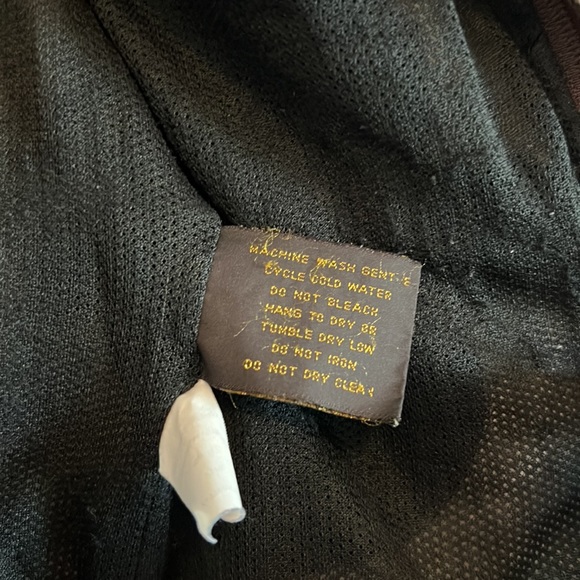 MACHINE WASH GENTLE
CYCLE COLD WATER
DO NOT BLEACH
HANG TO DRY OR
TUMBLE DRY LOW
DO NOT IRON
DO NOT DRY CLEAN